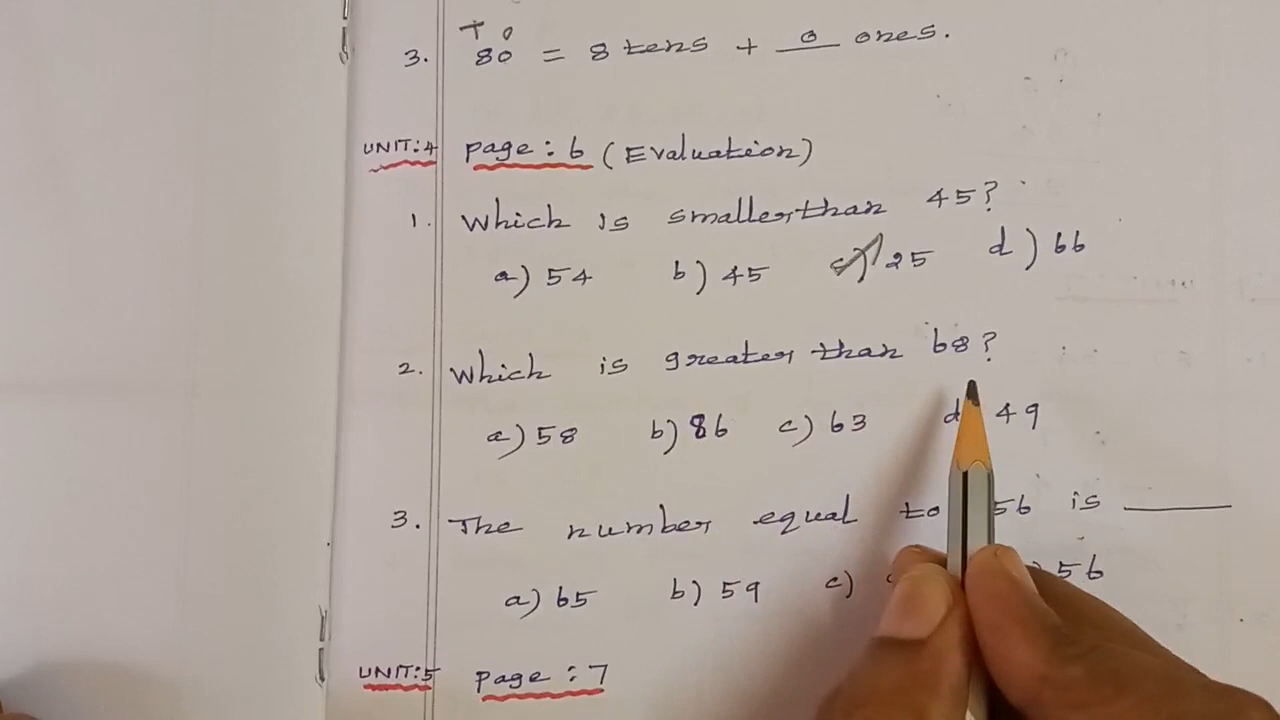 T O
3. 80 = 8 tens + 0 ones.
UNIT:4 Page : 6 (Evaluation)
1. Which is smallerthan 45?
a) 54 b) 45 c) 25 d) 66
2. Which is greater than 68?
a) 58 b) 86 c) 63 d) 49
3. The number equal to 56 is ____
a) 65 b) 59 c) 56
UNIT:5 Page : 7